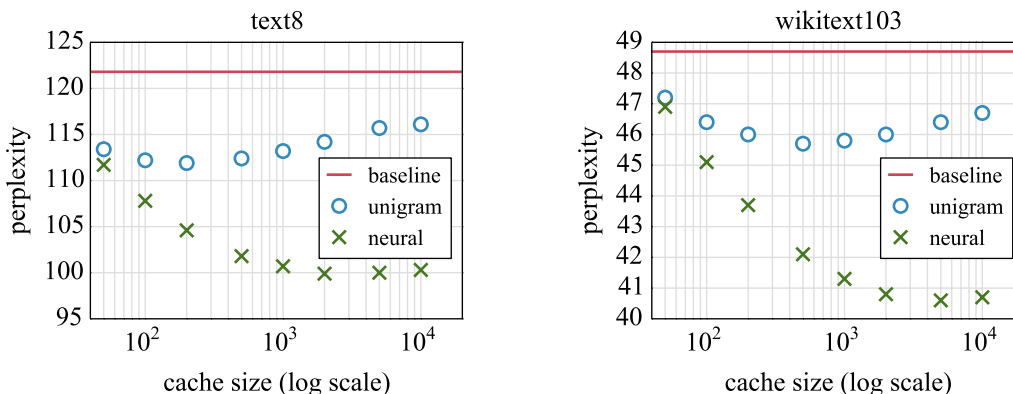 text8
125
120
115
110
105
100
95
perplexity
baseline
unigram
neural
10²
10³
10⁴
cache size (log scale)
wikitext103
49
48
47
46
45
44
43
42
41
40
perplexity
baseline
unigram
neural
10²
10³
10⁴
cache size (log scale)